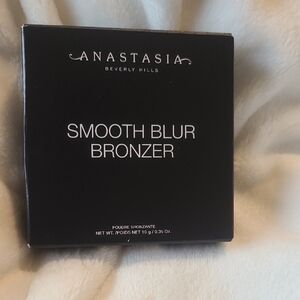 ANASTASIA
BEVERLY HILLS
SMOOTH BLUR
BRONZER
POUDRE BRONZANTE
NET WT. /POIDS NET 10 g / 0.35 Oz